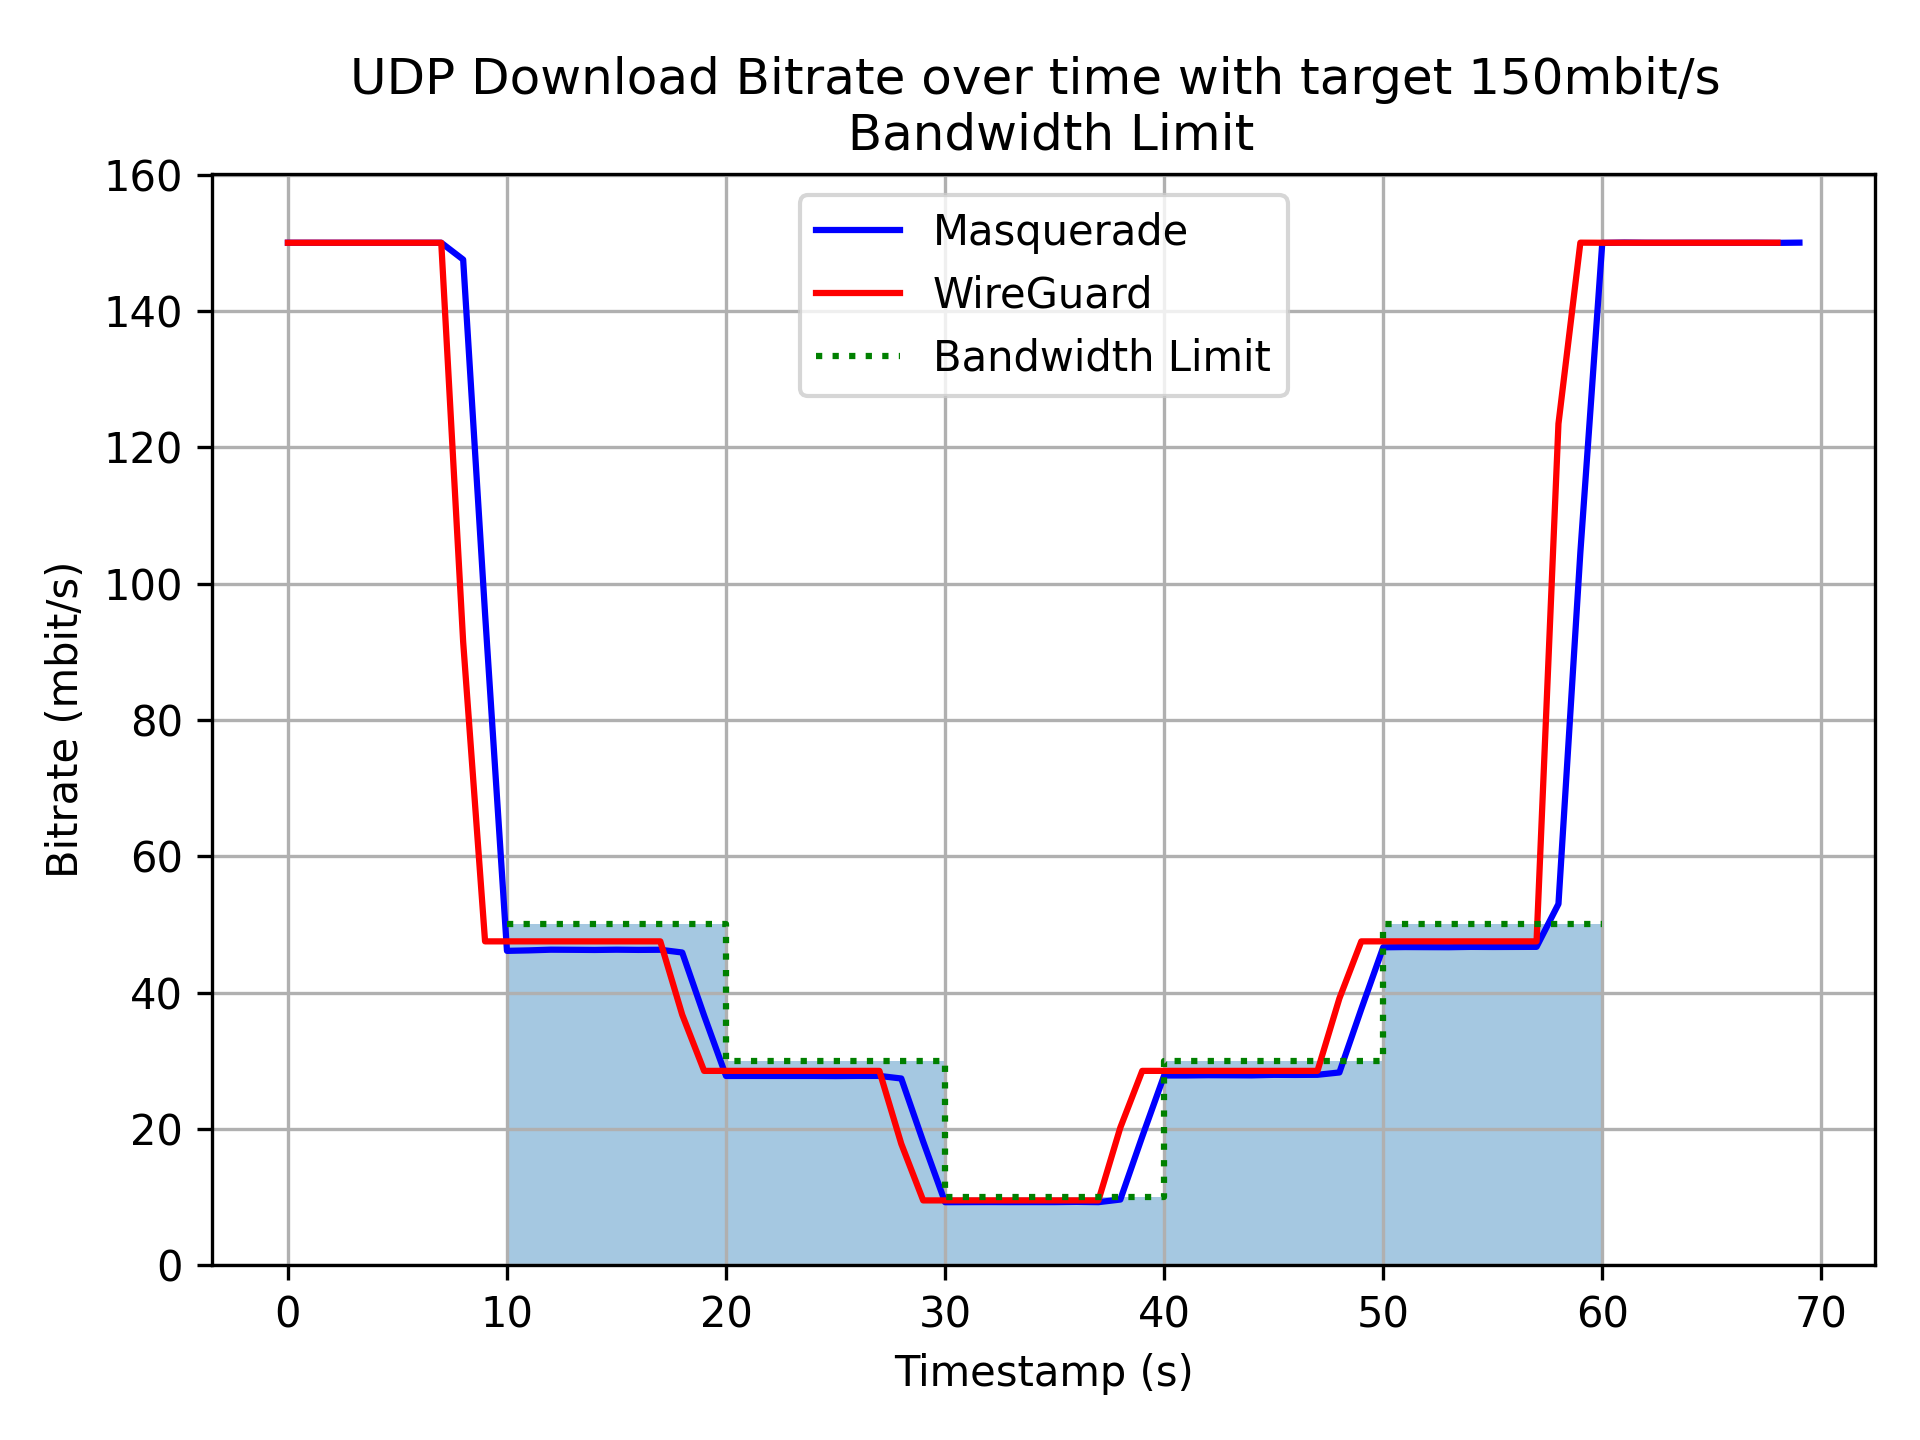 UDP Download Bitrate over time with target 150mbit/s
Bandwidth Limit
Masquerade
WireGuard
Bandwidth Limit
Bitrate (mbit/s)
160
140
120
100
80
60
40
20
0
0 10 20 30 40 50 60 70
Timestamp (s)